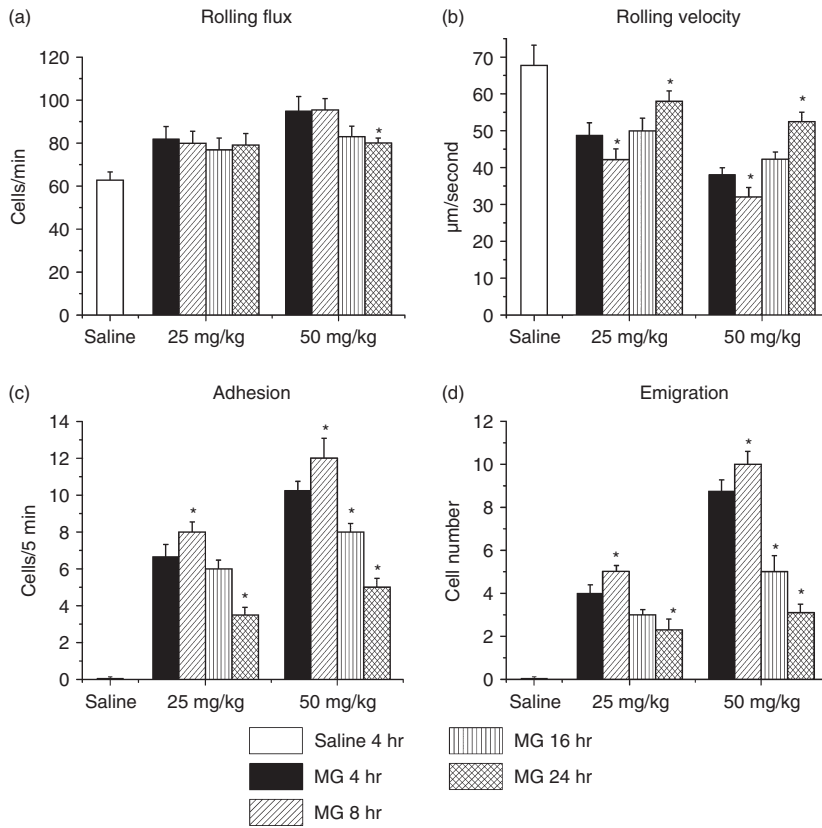 (a) Rolling flux
120
100
80
60
40
20
0
Cells/min
Saline 25 mg/kg 50 mg/kg
* 
(b) Rolling velocity
70
60
50
40
30
20
10
0
µm/second
Saline 25 mg/kg 50 mg/kg
* * * *
(c) Adhesion
14
12
10
8
6
4
2
0
Cells/5 min
Saline 25 mg/kg 50 mg/kg
* * * * *
(d) Emigration
12
10
8
6
4
2
0
Cell number
Saline 25 mg/kg 50 mg/kg
* * * * *
Saline 4 hr
MG 4 hr
MG 8 hr
MG 16 hr
MG 24 hr